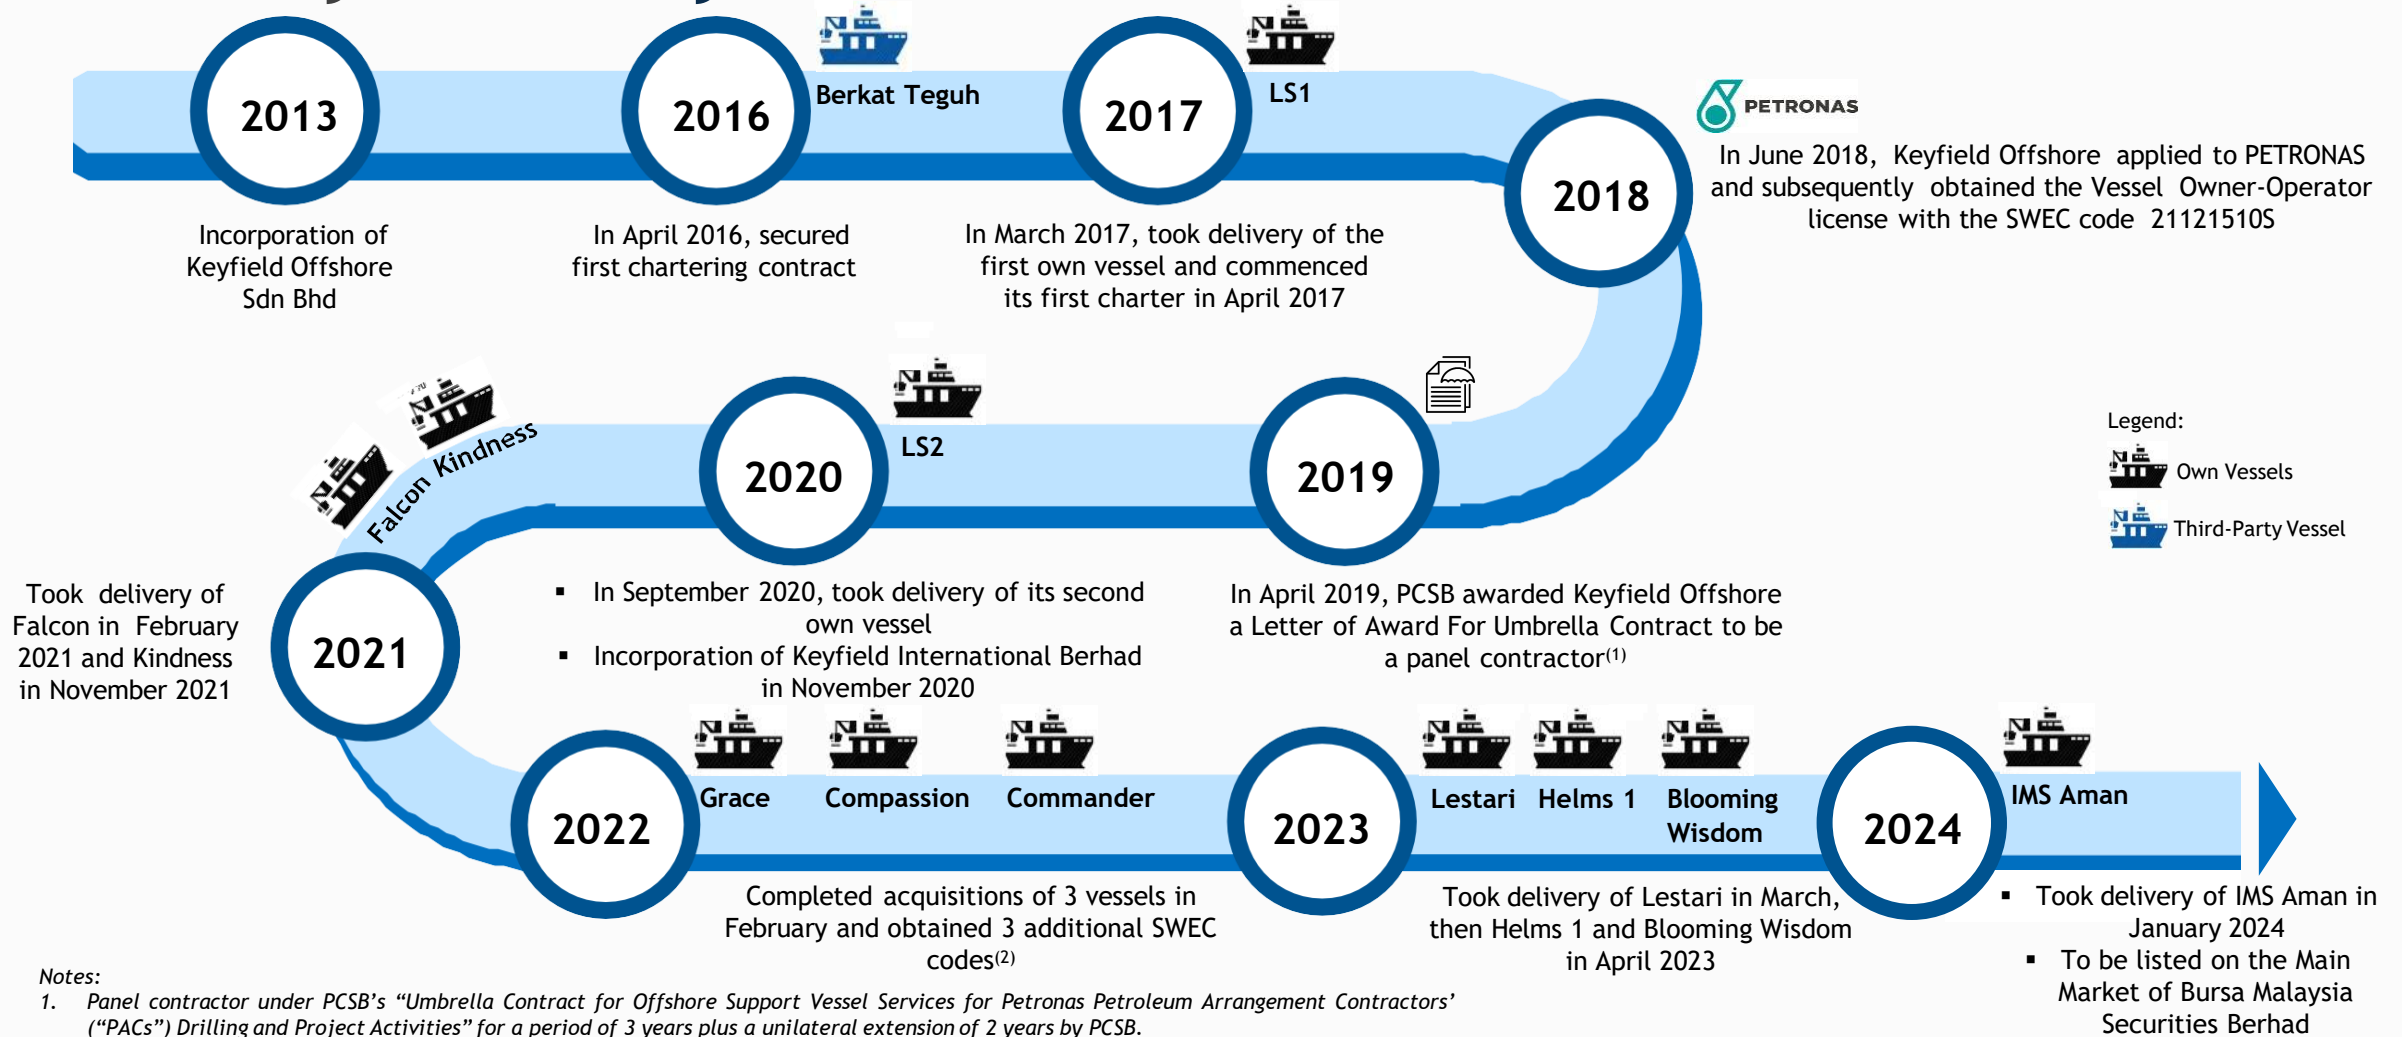 2013
Incorporation of
Keyfield Offshore
Sdn Bhd
2016
Berkat Teguh
In April 2016, secured
first chartering contract
2017
LS1
In March 2017, took delivery of the
first own vessel and commenced
its first charter in April 2017
2018
PETRONAS
In June 2018, Keyfield Offshore applied to PETRONAS
and subsequently obtained the Vessel Owner-Operator
license with the SWEC code 21121510S
2019
In April 2019, PCSB awarded Keyfield Offshore
a Letter of Award For Umbrella Contract to be
a panel contractor(1)
2020
LS2
▪ In September 2020, took delivery of its second
own vessel
▪ Incorporation of Keyfield International Berhad
in November 2020
2021
Falcon
Kindness
Took delivery of
Falcon in February
2021 and Kindness
in November 2021
2022
Grace
Compassion
Commander
Completed acquisitions of 3 vessels in
February and obtained 3 additional SWEC
codes(2)
2023
Lestari
Helms 1
Blooming
Wisdom
Took delivery of Lestari in March,
then Helms 1 and Blooming Wisdom
in April 2023
2024
IMS Aman
▪ Took delivery of IMS Aman in
January 2024
▪ To be listed on the Main
Market of Bursa Malaysia
Securities Berhad
Legend:
Own Vessels
Third-Party Vessel
Notes:
1. Panel contractor under PCSB’s “Umbrella Contract for Offshore Support Vessel Services for Petronas Petroleum Arrangement Contractors’
(“PACs”) Drilling and Project Activities” for a period of 3 years plus a unilateral extension of 2 years by PCSB.